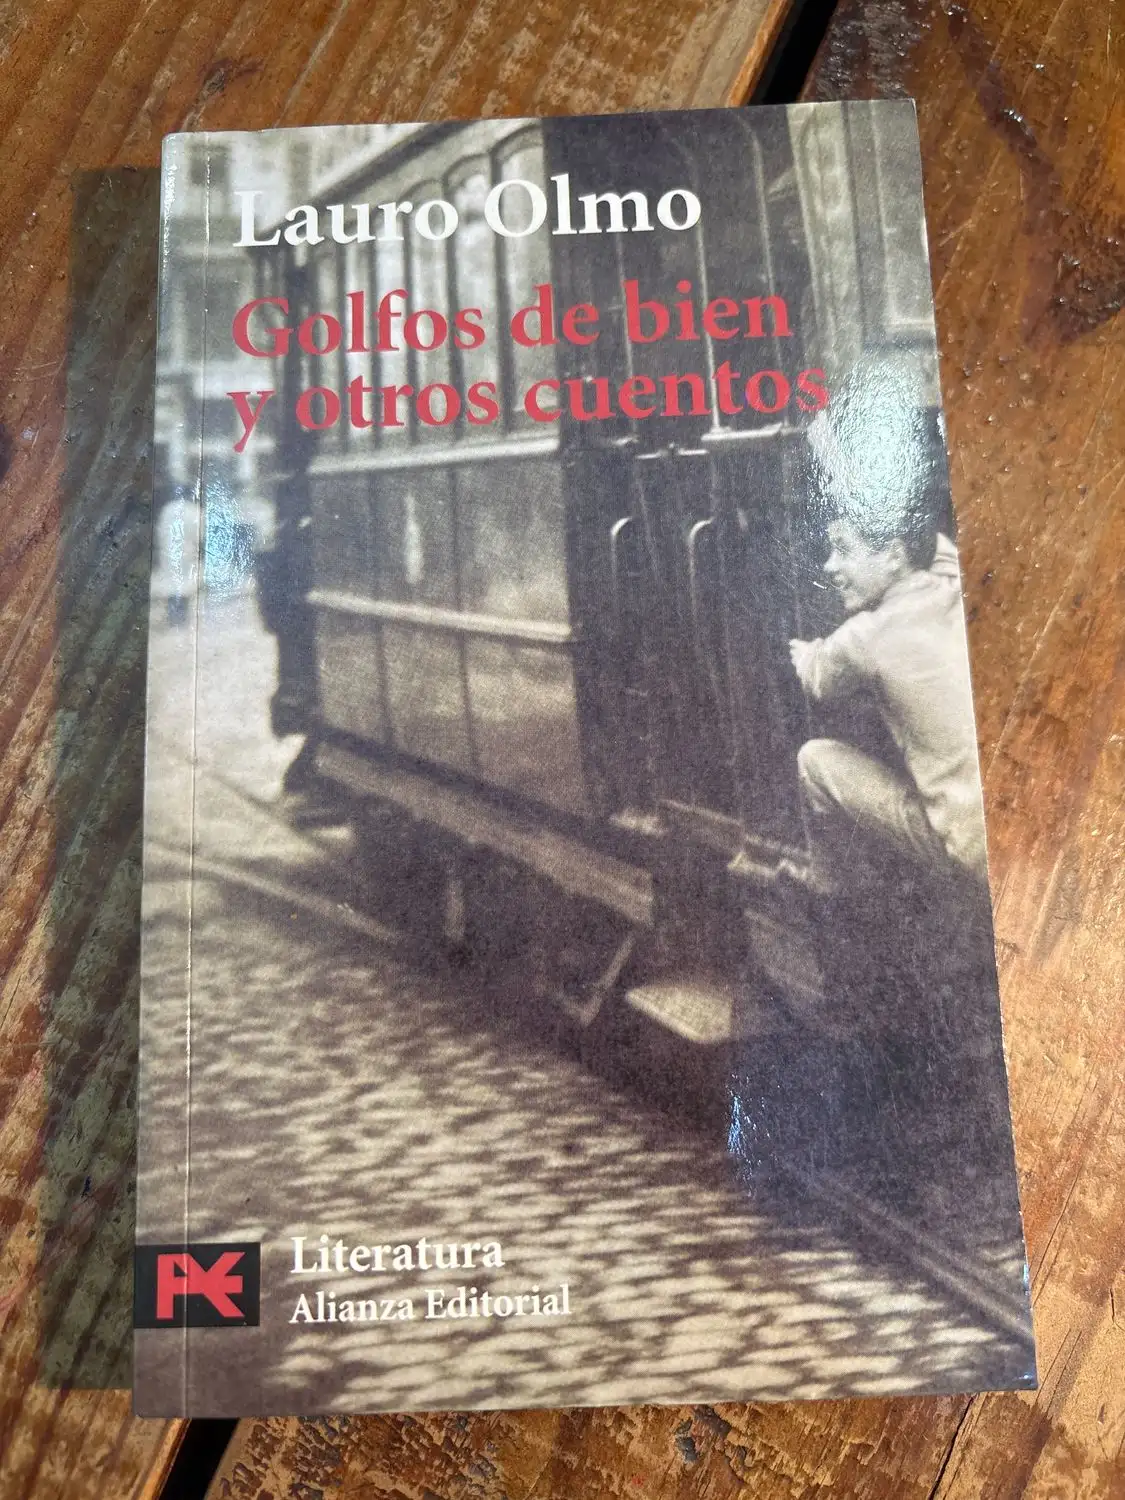 Lauro Olmo
Golfos de bien
y otros cuentos
Literatura
Alianza Editorial